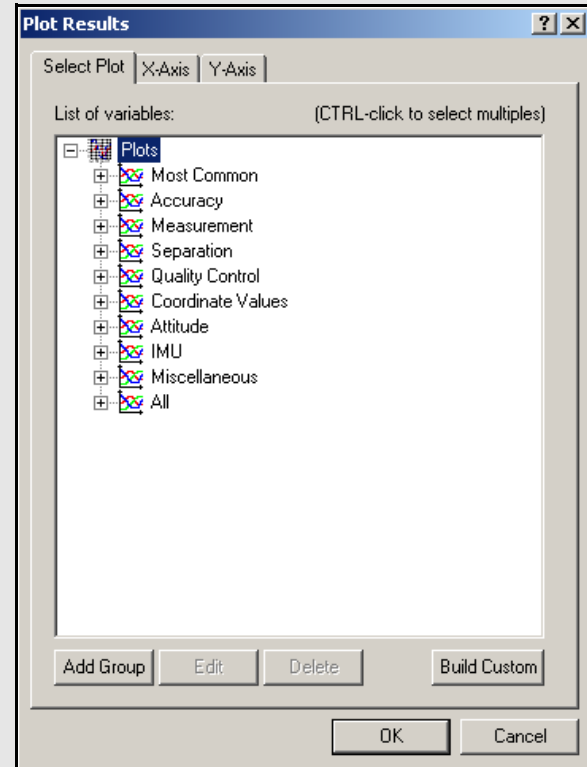 Plot Results
Select Plot X-Axis Y-Axis
List of variables: (CTRL-click to select multiples)
Plots
Most Common
Accuracy
Measurement
Separation
Quality Control
Coordinate Values
Attitude
IMU
Miscellaneous
All
Add Group Edit Delete Build Custom
OK Cancel